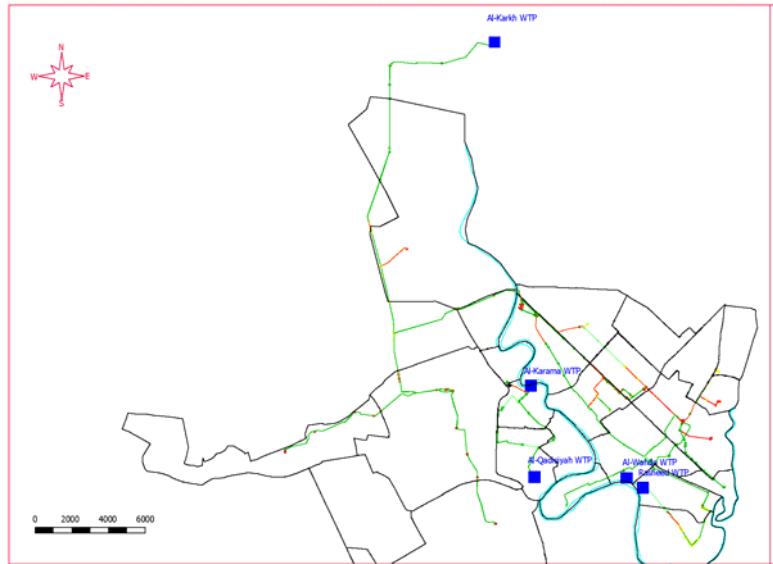 Al-Karkh WTP
N
W E
S
Al-Karama WTP
Al-Qadisiyah WTP
Al-Wahda WTP
Rasheed WTP
0 2000 4000 6000